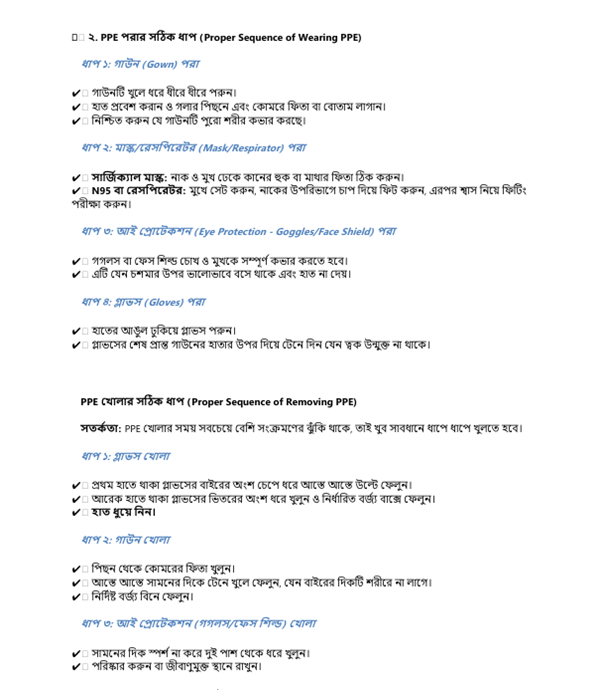 ২. PPE পরার সঠিক ধাপ (Proper Sequence of Wearing PPE)
ধাপ ১: গাউন (Gown) পরা
✔ গাউনটি খুলে ধরে ধীরে ধীরে পরুন।
✔ হাত প্রবেশ করান ও গলার পিছনে এবং কোমরে ফিতা বা বোতাম লাগান।
✔ নিশ্চিত করুন যে গাউনটি পুরো শরীর কভার করছে।
ধাপ ২: মাস্ক/রেসপিরেটর (Mask/Respirator) পরা
✔ সার্জিক্যাল মাস্ক: নাক ও মুখ ঢেকে কানের হুক বা মাথার ফিতা ঠিক করুন।
✔ N95 বা রেসপিরেটর: মুখে সেট করুন, নাকের উপরিভাগে চাপ দিয়ে ফিট করুন, এরপর শ্বাস নিয়ে ফিটিং
পরীক্ষা করুন।
ধাপ ৩: আই প্রোটেকশন (Eye Protection - Goggles/Face Shield) পরা
✔ গগলস বা ফেস শিল্ড চোখ ও মুখকে সম্পূর্ণ কভার করতে হবে।
✔ এটি যেন চশমার উপর ভালোভাবে বসে থাকে এবং হাত না দেয়।
ধাপ ৪: গ্লাভস (Gloves) পরা
✔ হাতের আঙুল ঢুকিয়ে গ্লাভস পরুন।
✔ গ্লাভসের শেষ প্রান্ত গাউনের হাতার উপর দিয়ে টেনে দিন যেন ত্বক উন্মুক্ত না থাকে।
PPE খোলার সঠিক ধাপ (Proper Sequence of Removing PPE)
সতর্কতা: PPE খোলার সময় সবচেয়ে বেশি সংক্রমণের ঝুঁকি থাকে, তাই খুব সাবধানে ধাপে ধাপে খুলতে হবে।
ধাপ ১: গ্লাভস খোলা
✔ প্রথম হাতে থাকা গ্লাভসের বাইরের অংশ চেপে ধরে আস্তে আস্তে উল্টে ফেলুন।
✔ আরেক হাতে থাকা গ্লাভসের ভিতরের অংশ ধরে খুলুন ও নির্ধারিত বর্জ্য বাক্সে ফেলুন।
✔ হাত ধুয়ে নিন।
ধাপ ২: গাউন খোলা
✔ পিছন থেকে কোমরের ফিতা খুলুন।
✔ আস্তে আস্তে সামনের দিকে টেনে খুলে ফেলুন, যেন বাইরের দিকটি শরীরে না লাগে।
✔ নির্দিষ্ট বর্জ্য বিনে ফেলুন।
ধাপ ৩: আই প্রোটেকশন (গগলস/ফেস শিল্ড) খোলা
✔ সামনের দিক স্পর্শ না করে দুই পাশ থেকে ধরে খুলুন।
✔ পরিষ্কার করুন বা জীবাণুমুক্ত স্থানে রাখুন।